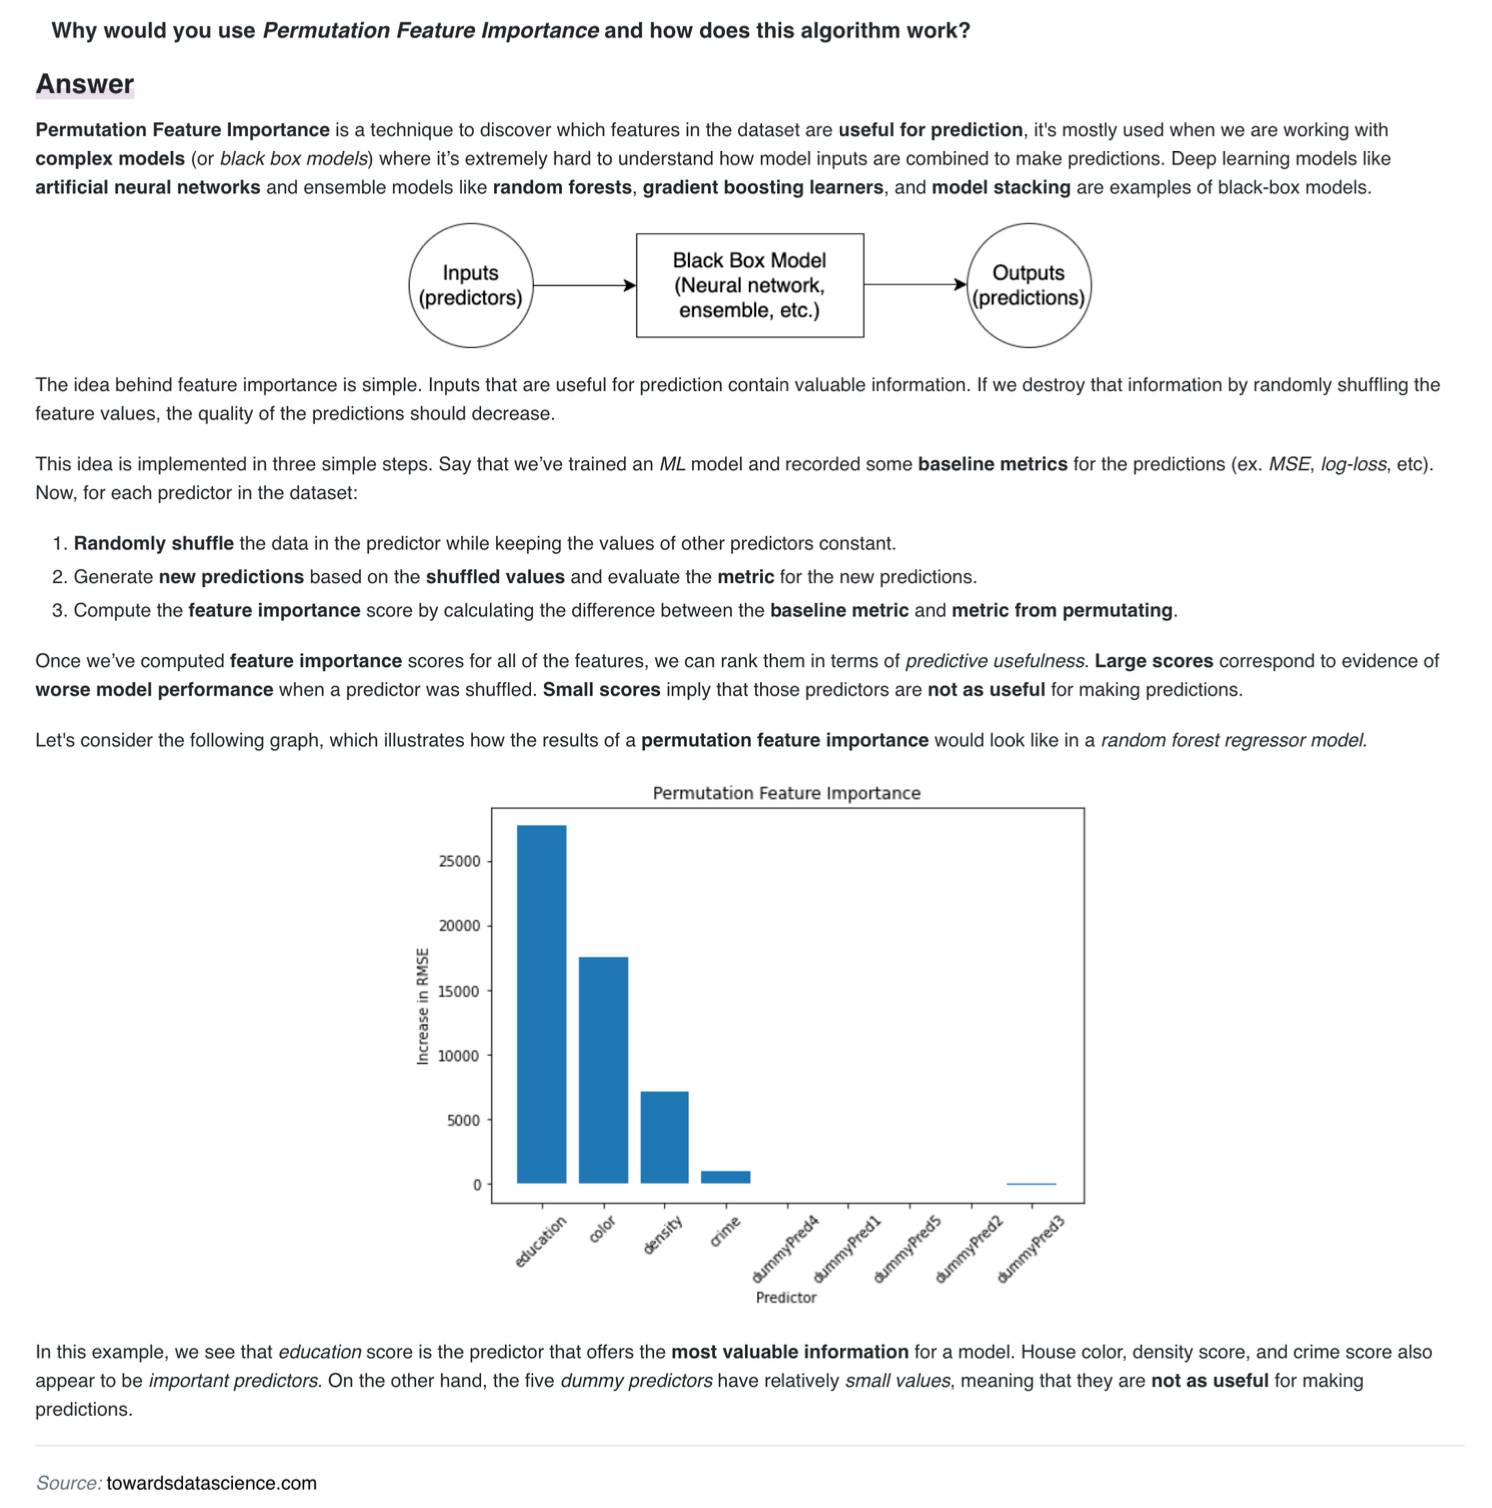 Why would you use Permutation Feature Importance and how does this algorithm work?
Answer
Permutation Feature Importance is a technique to discover which features in the dataset are useful for prediction, it's mostly used when we are working with
complex models (or black box models) where it’s extremely hard to understand how model inputs are combined to make predictions. Deep learning models like
artificial neural networks and ensemble models like random forests, gradient boosting learners, and model stacking are examples of black-box models.
Inputs
(predictors)
Black Box Model
(Neural network,
ensemble, etc.)
Outputs
(predictions)
The idea behind feature importance is simple. Inputs that are useful for prediction contain valuable information. If we destroy that information by randomly shuffling the
feature values, the quality of the predictions should decrease.
This idea is implemented in three simple steps. Say that we’ve trained an ML model and recorded some baseline metrics for the predictions (ex. MSE, log-loss, etc).
Now, for each predictor in the dataset:
1. Randomly shuffle the data in the predictor while keeping the values of other predictors constant.
2. Generate new predictions based on the shuffled values and evaluate the metric for the new predictions.
3. Compute the feature importance score by calculating the difference between the baseline metric and metric from permutating.
Once we’ve computed feature importance scores for all of the features, we can rank them in terms of predictive usefulness. Large scores correspond to evidence of
worse model performance when a predictor was shuffled. Small scores imply that those predictors are not as useful for making predictions.
Let's consider the following graph, which illustrates how the results of a permutation feature importance would look like in a random forest regressor model.
Permutation Feature Importance
Increase in RMSE
25000
20000
15000
10000
5000
0
education
color
density
crime
dummyPred4
dummyPred1
dummyPred5
dummyPred2
dummyPred3
Predictor
In this example, we see that education score is the predictor that offers the most valuable information for a model. House color, density score, and crime score also
appear to be important predictors. On the other hand, the five dummy predictors have relatively small values, meaning that they are not as useful for making
predictions.
Source: towardsdatascience.com